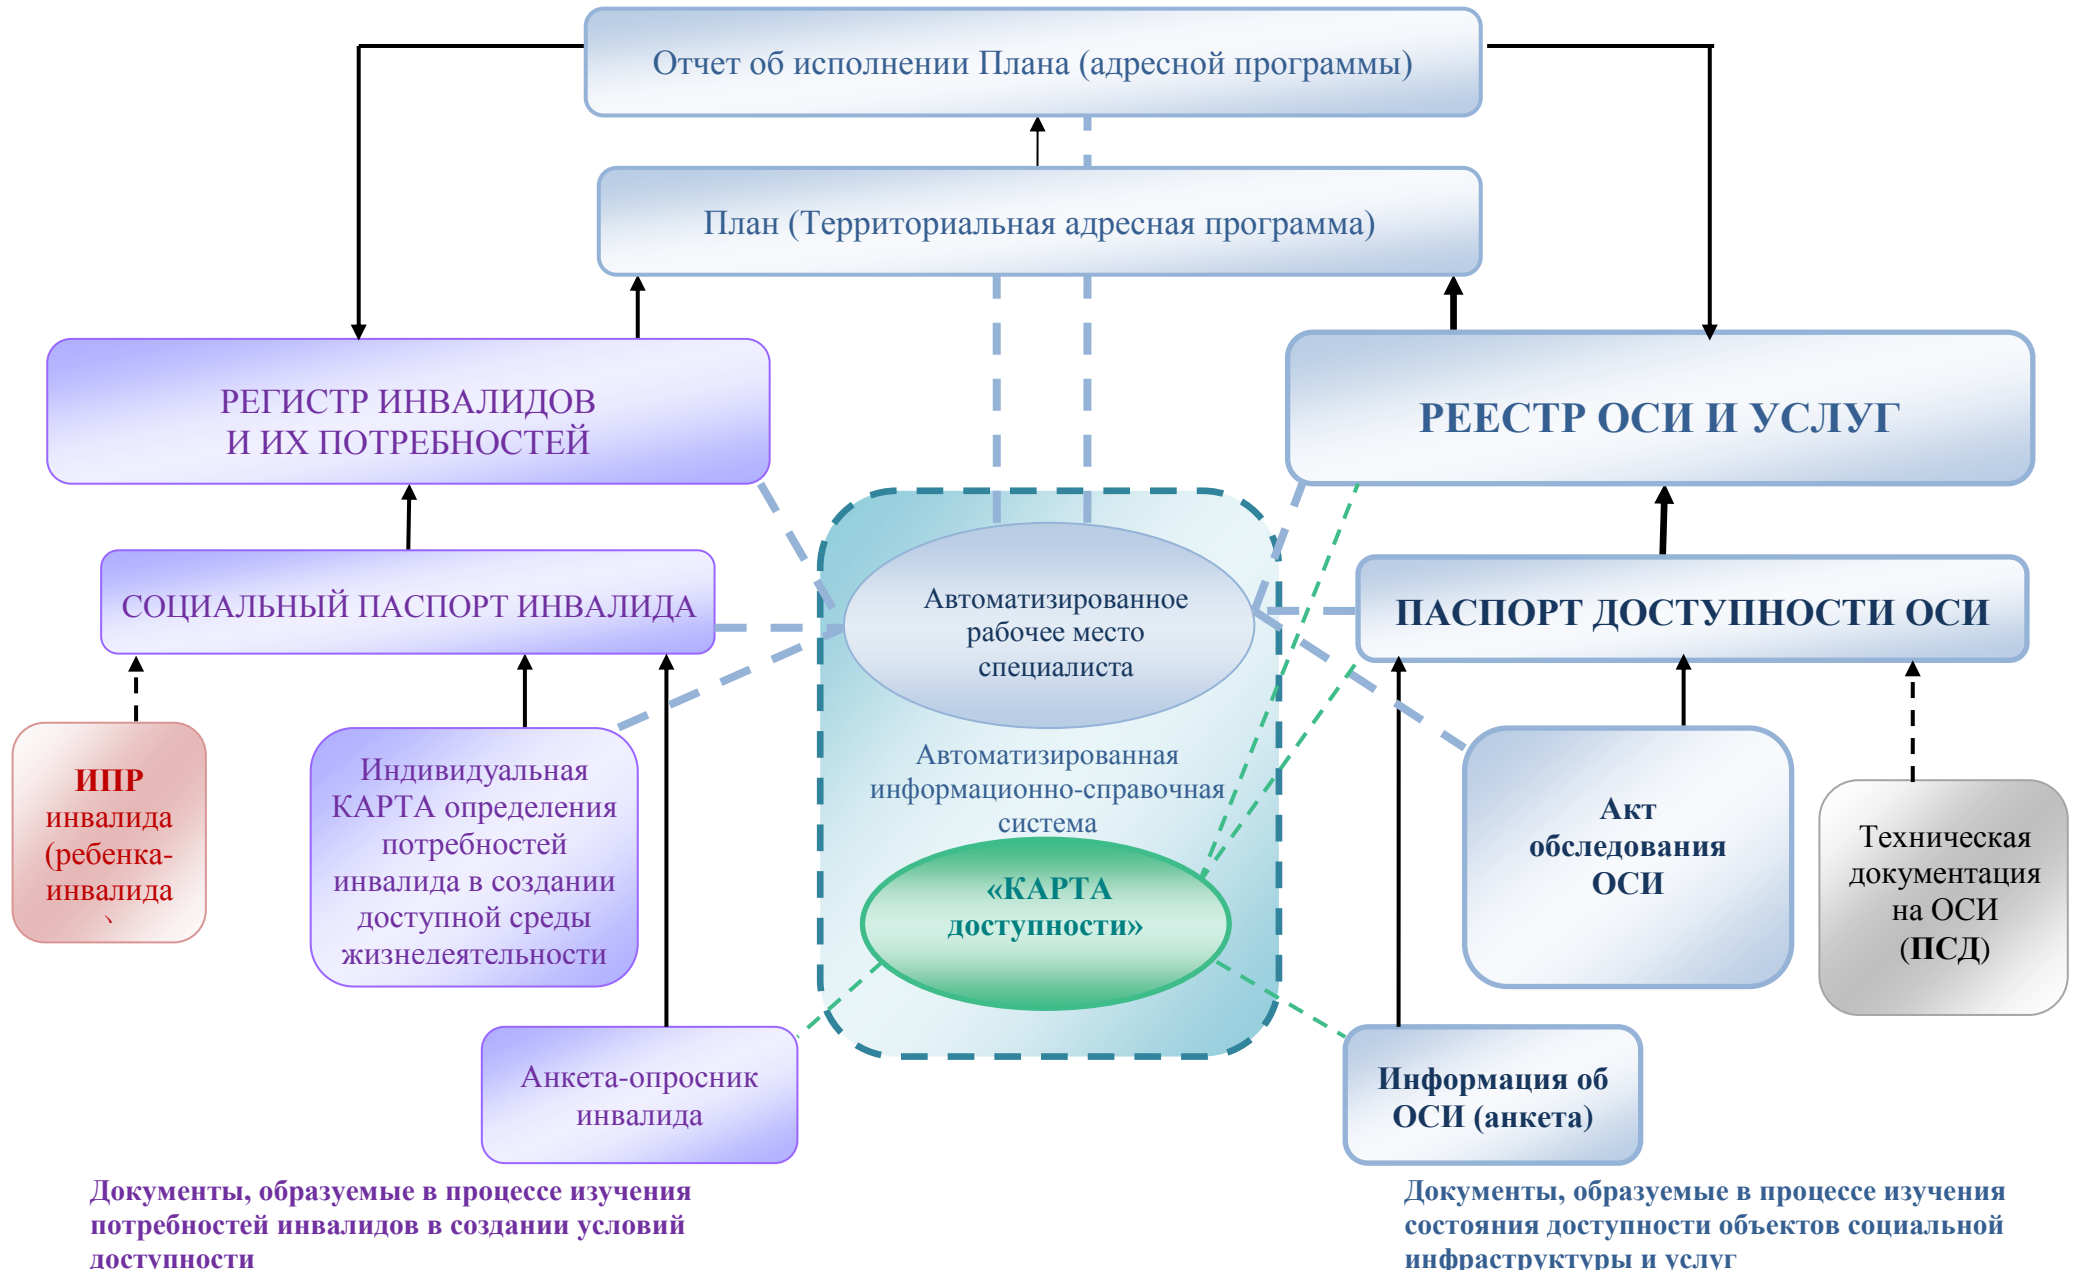 Отчет об исполнении Плана (адресной программы)
План (Территориальная адресная программа)
РЕГИСТР ИНВАЛИДОВ
И ИХ ПОТРЕБНОСТЕЙ
РЕЕСТР ОСИ И УСЛУГ
СОЦИАЛЬНЫЙ ПАСПОРТ ИНВАЛИДА
Автоматизированное
рабочее место
специалиста
ПАСПОРТ ДОСТУПНОСТИ ОСИ
ИПР
инвалида
(ребенка-
инвалида
Индивидуальная
КАРТА определения
потребностей
инвалида в создании
доступной среды
жизнедеятельности
Автоматизированная
информационно-справочная
система
«КАРТА
доступности»
Акт
обследования
ОСИ
Техническая
документация
на ОСИ
(ПСД)
Анкета-опросник
инвалида
Информация об
ОСИ (анкета)
Документы, образуемые в процессе изучения
потребностей инвалидов в создании условий
доступности
Документы, образуемые в процессе изучения
состояния доступности объектов социальной
инфраструктуры и услуг